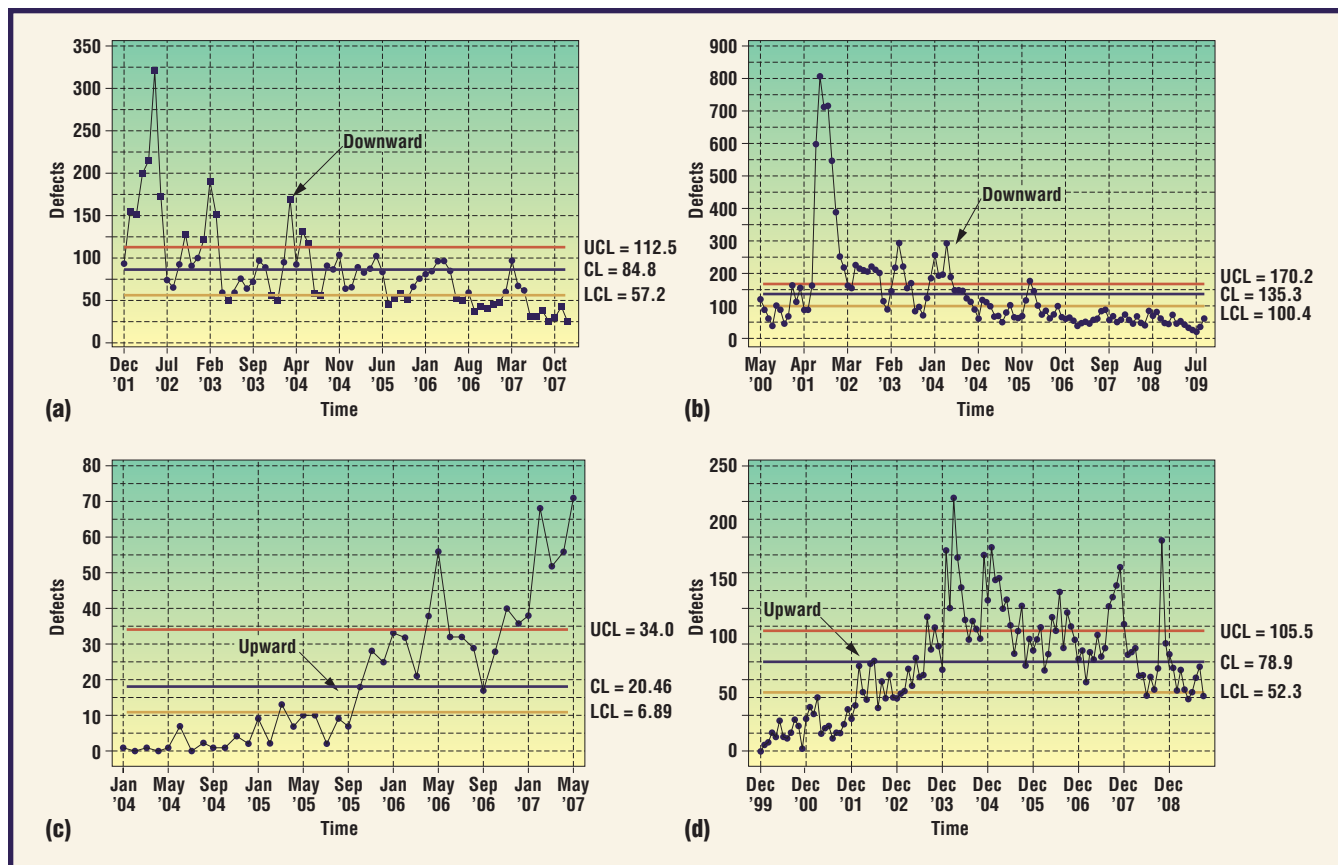 350
300
250
200
150
100
50
0
Defects
Downward
UCL = 112.5
CL = 84.8
LCL = 57.2
Dec '01 Jul '02 Feb '03 Sep '03 Apr '04 Nov '04 Jun '05 Jan '06 Aug '06 Mar '07 Oct '07
(a)
Time
900
800
700
600
500
400
300
200
100
0
Defects
Downward
UCL = 170.2
CL = 135.3
LCL = 100.4
May '00 Apr '01 Mar '02 Feb '03 Jan '04 Dec '04 Nov '05 Oct '06 Sep '07 Aug '08 Jul '09
(b)
Time
80
70
60
50
40
30
20
10
0
Defects
Upward
UCL = 34.0
CL = 20.46
LCL = 6.89
Jan '04 May '04 Sep '04 Jan '05 May '05 Sep '05 Jan '06 May '06 Sep '06 Jan '07 May '07
(c)
Time
250
200
150
100
50
0
Defects
Upward
UCL = 105.5
CL = 78.9
LCL = 52.3
Dec '99 Dec '00 Dec '01 Dec '02 Dec '03 Dec '04 Dec '05 Dec '06 Dec '07 Dec '08
(d)
Time